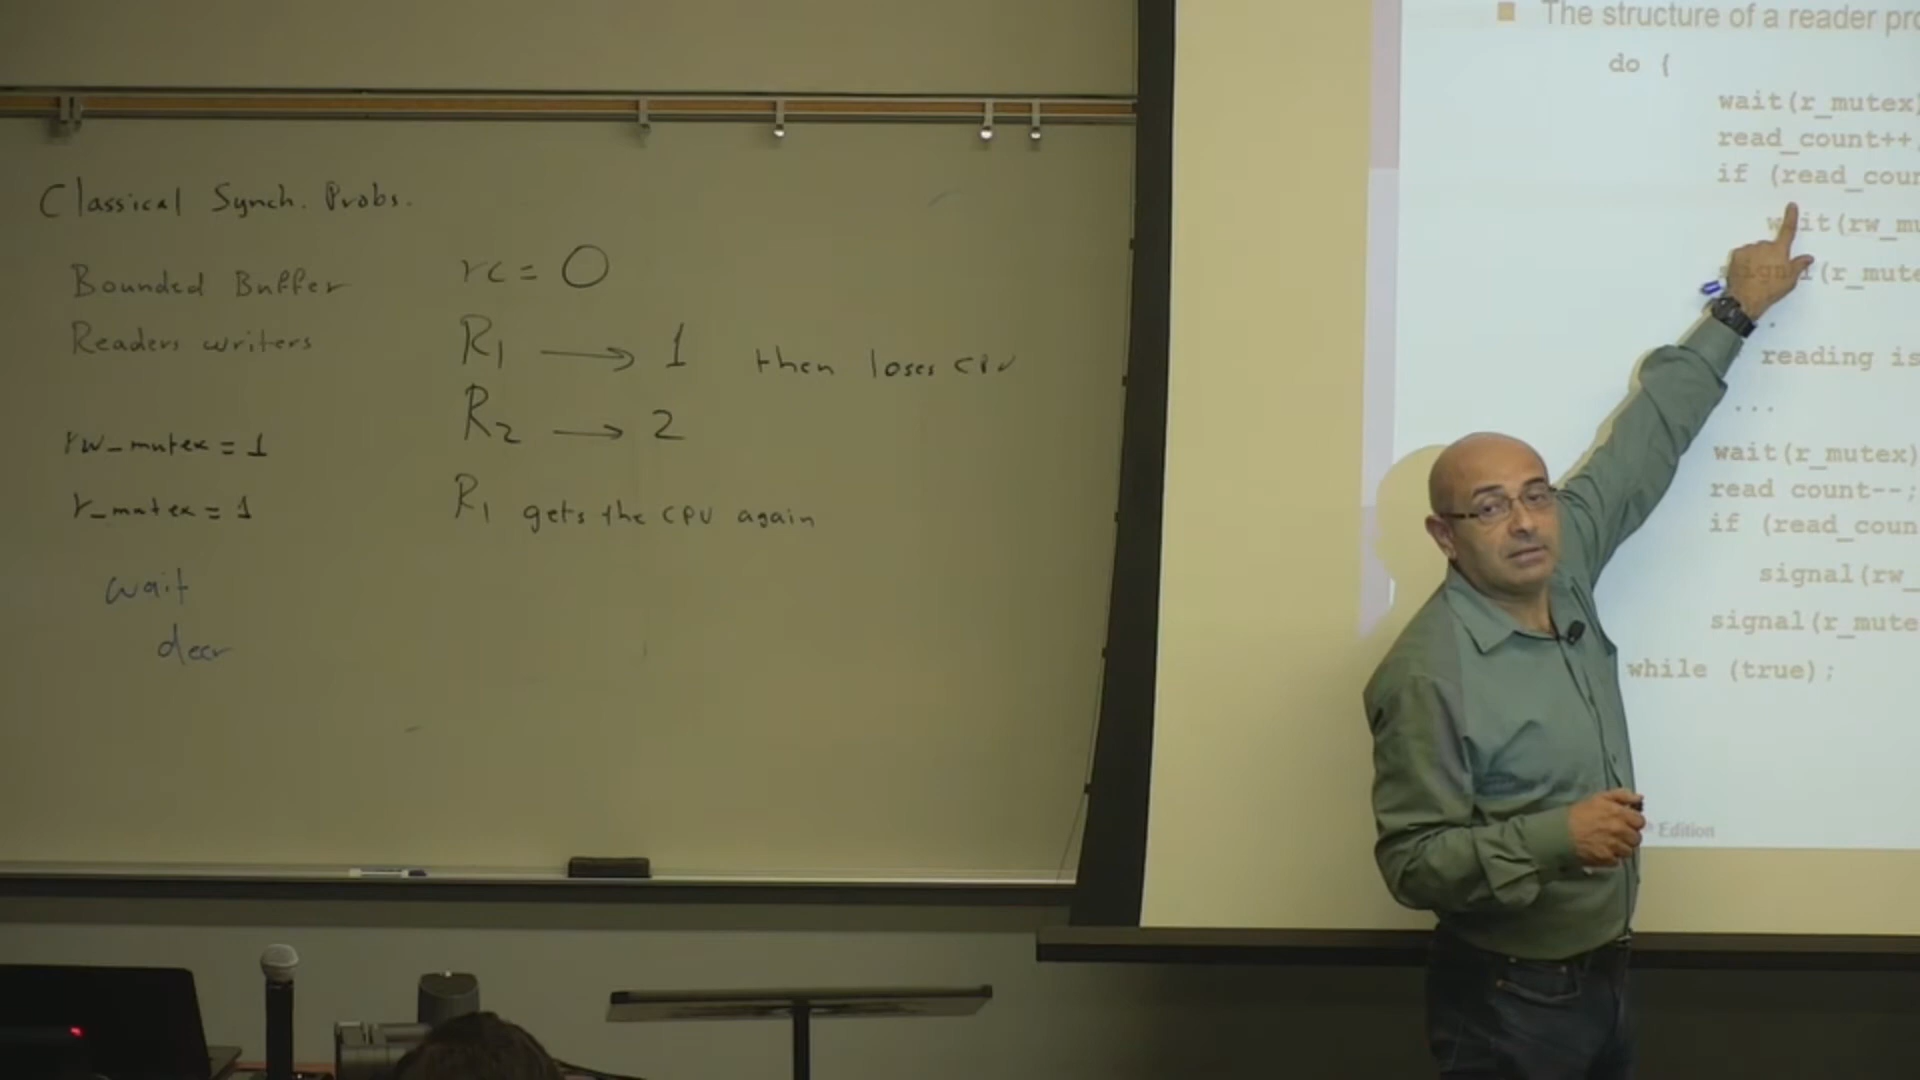 Classical Synch. Probs.
Bounded Buffer
Readers writers
rw_mutex = 1
r_mutex = 1
wait
decr
rc = 0
R1 → 1 then loses CPU
R2 → 2
R1 gets the CPU again
The structure of a reader pro
do {
wait(r_mutex)
read_count++
if (read_coun
wait(rw_mu
signal(r_mute
.
reading is
...
wait(r_mutex)
read count--;
if (read_coun
signal(rw_
signal(r_mute
while (true);
Edition